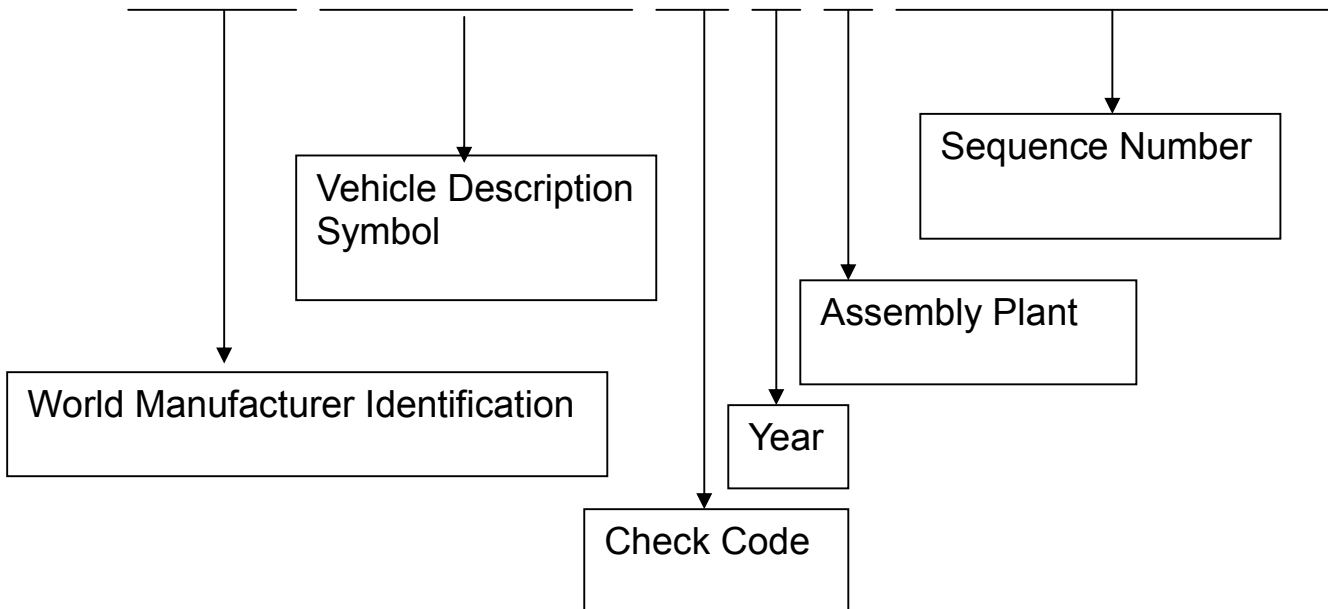 Sequence Number
Vehicle Description
Symbol
Assembly Plant
World Manufacturer Identification
Year
Check Code